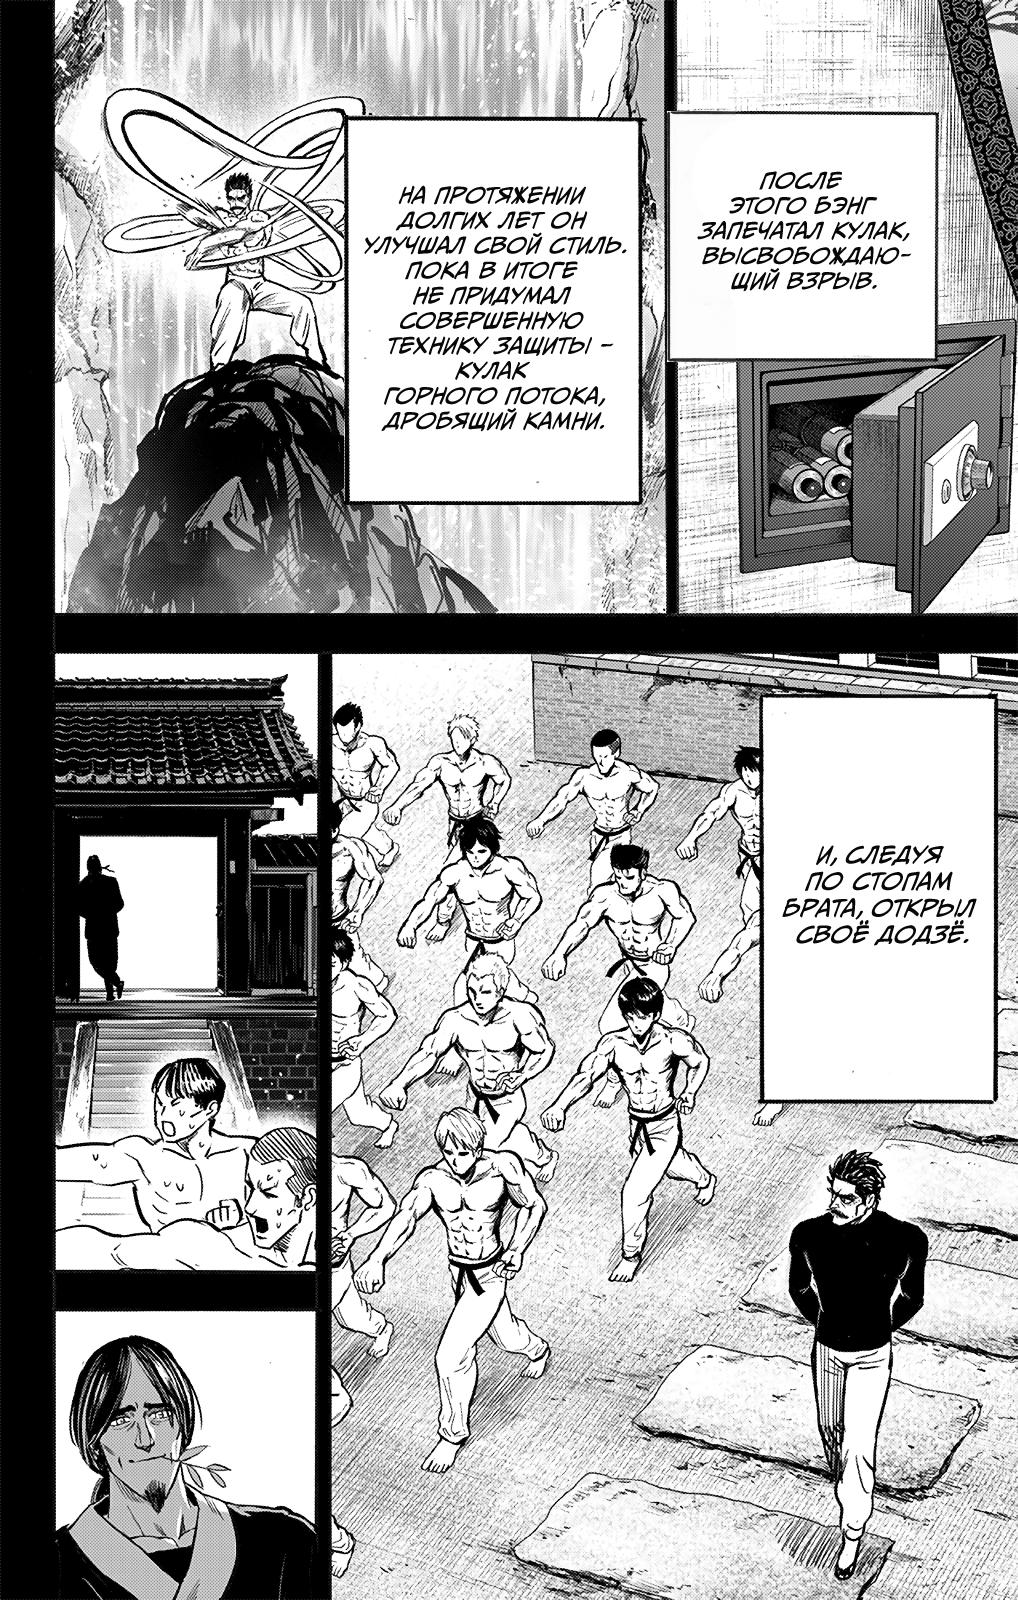 ПОСЛЕ
ЭТОГО БЭНГ
ЗАПЕЧАТАЛ КУЛАК,
ВЫСВОБОЖДАЮ-
ЩИЙ ВЗРЫВ.
НА ПРОТЯЖЕНИИ
ДОЛГИХ ЛЕТ ОН
УЛУЧШАЛ СВОЙ СТИЛЬ.
ПОКА В ИТОГЕ
НЕ ПРИДУМАЛ
СОВЕРШЕННУЮ
ТЕХНИКУ ЗАЩИТЫ –
КУЛАК
ГОРНОГО ПОТОКА,
ДРОБЯЩИЙ КАМНИ.
И, СЛЕДУЯ
ПО СТОПАМ
БРАТА, ОТКРЫЛ
СВОЁ ДОДЗЁ.